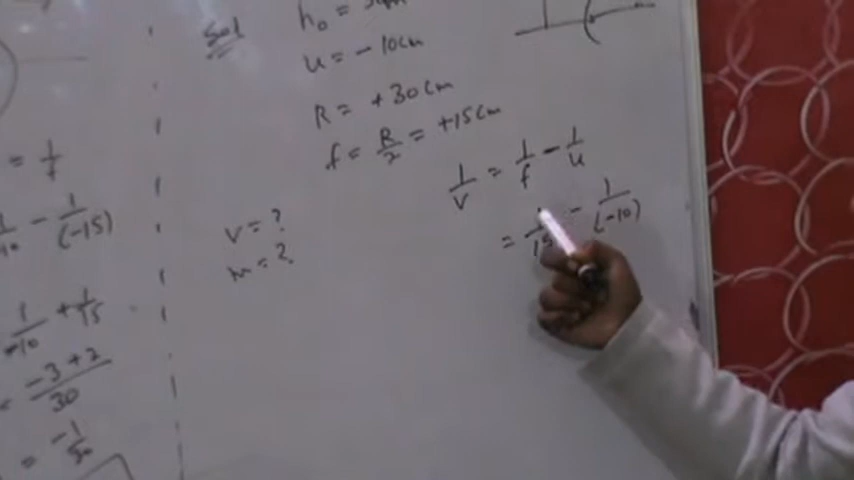 = 1/f
1/10 - 1/(-15)
1/-10 + 1/15
= -3+2/30
= -1/30
Sol
h₀ =
u = -10cm
R = +30cm
f = R/2 = +15cm
v = ?
m = ?
1/v = 1/f - 1/u
= 1/15 - 1/(-10)